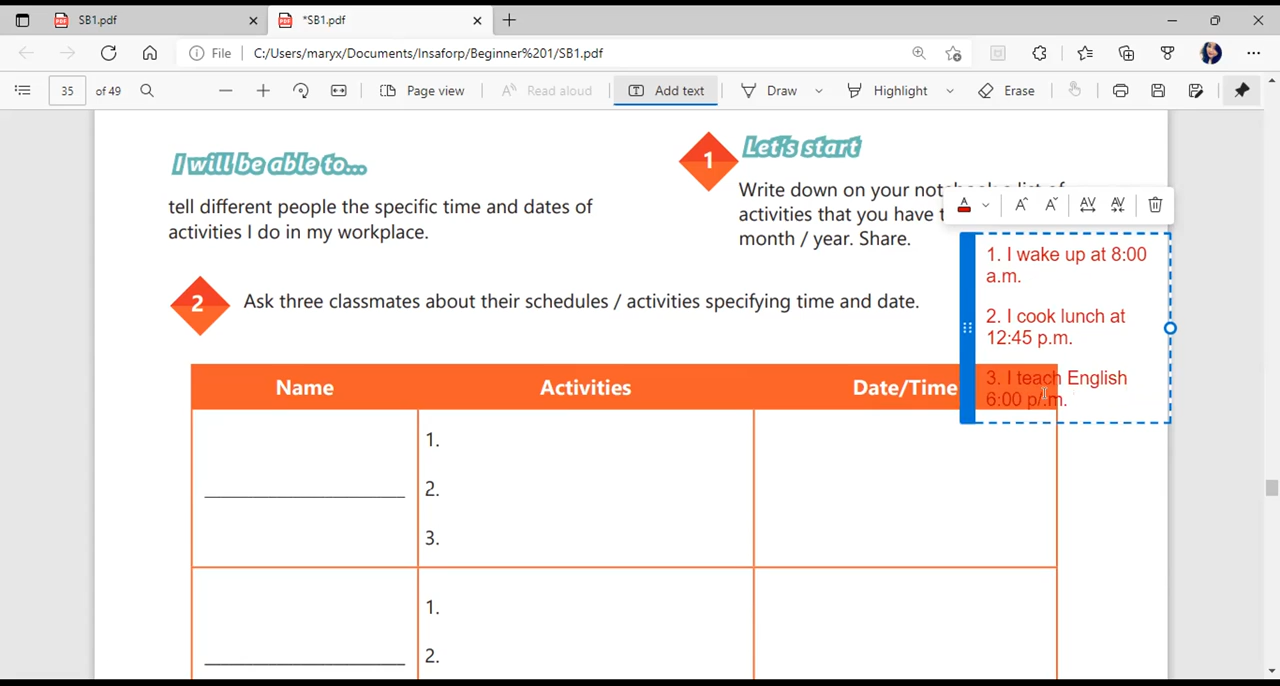 SB1.pdf
*SB1.pdf
File C:/Users/maryx/Documents/Insaforp/Beginner%201/SB1.pdf
35 of 49 Page view Read aloud Add text Draw Highlight Erase
I will be able to...
tell different people the specific time and dates of
activities I do in my workplace.
1 Let's start
Write down on your notebook a list of
activities that you have t
month / year. Share.
1. I wake up at 8:00
a.m.
2. I cook lunch at
12:45 p.m.
3. I teach English
6:00 p/.m.
2 Ask three classmates about their schedules / activities specifying time and date.
Name Activities Date/Time
1.
2.
3.
1.
2.